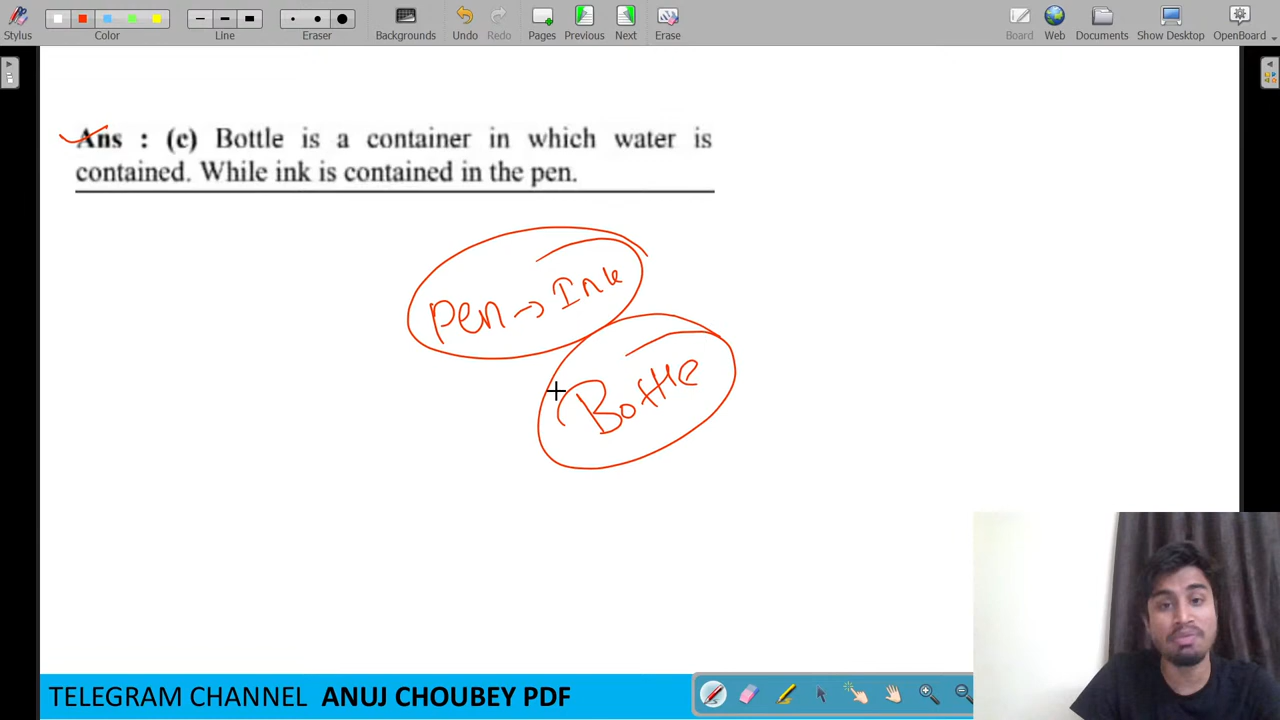 Stylus
Color
Line
Eraser
Backgrounds
Undo
Redo
Pages
Previous
Next
Erase
Board
Web
Documents
Show Desktop
OpenBoard
Ans : (c) Bottle is a container in which water is
contained. While ink is contained in the pen.
Pen → Ink
Bottle
TELEGRAM CHANNEL ANUJ CHOUBEY PDF